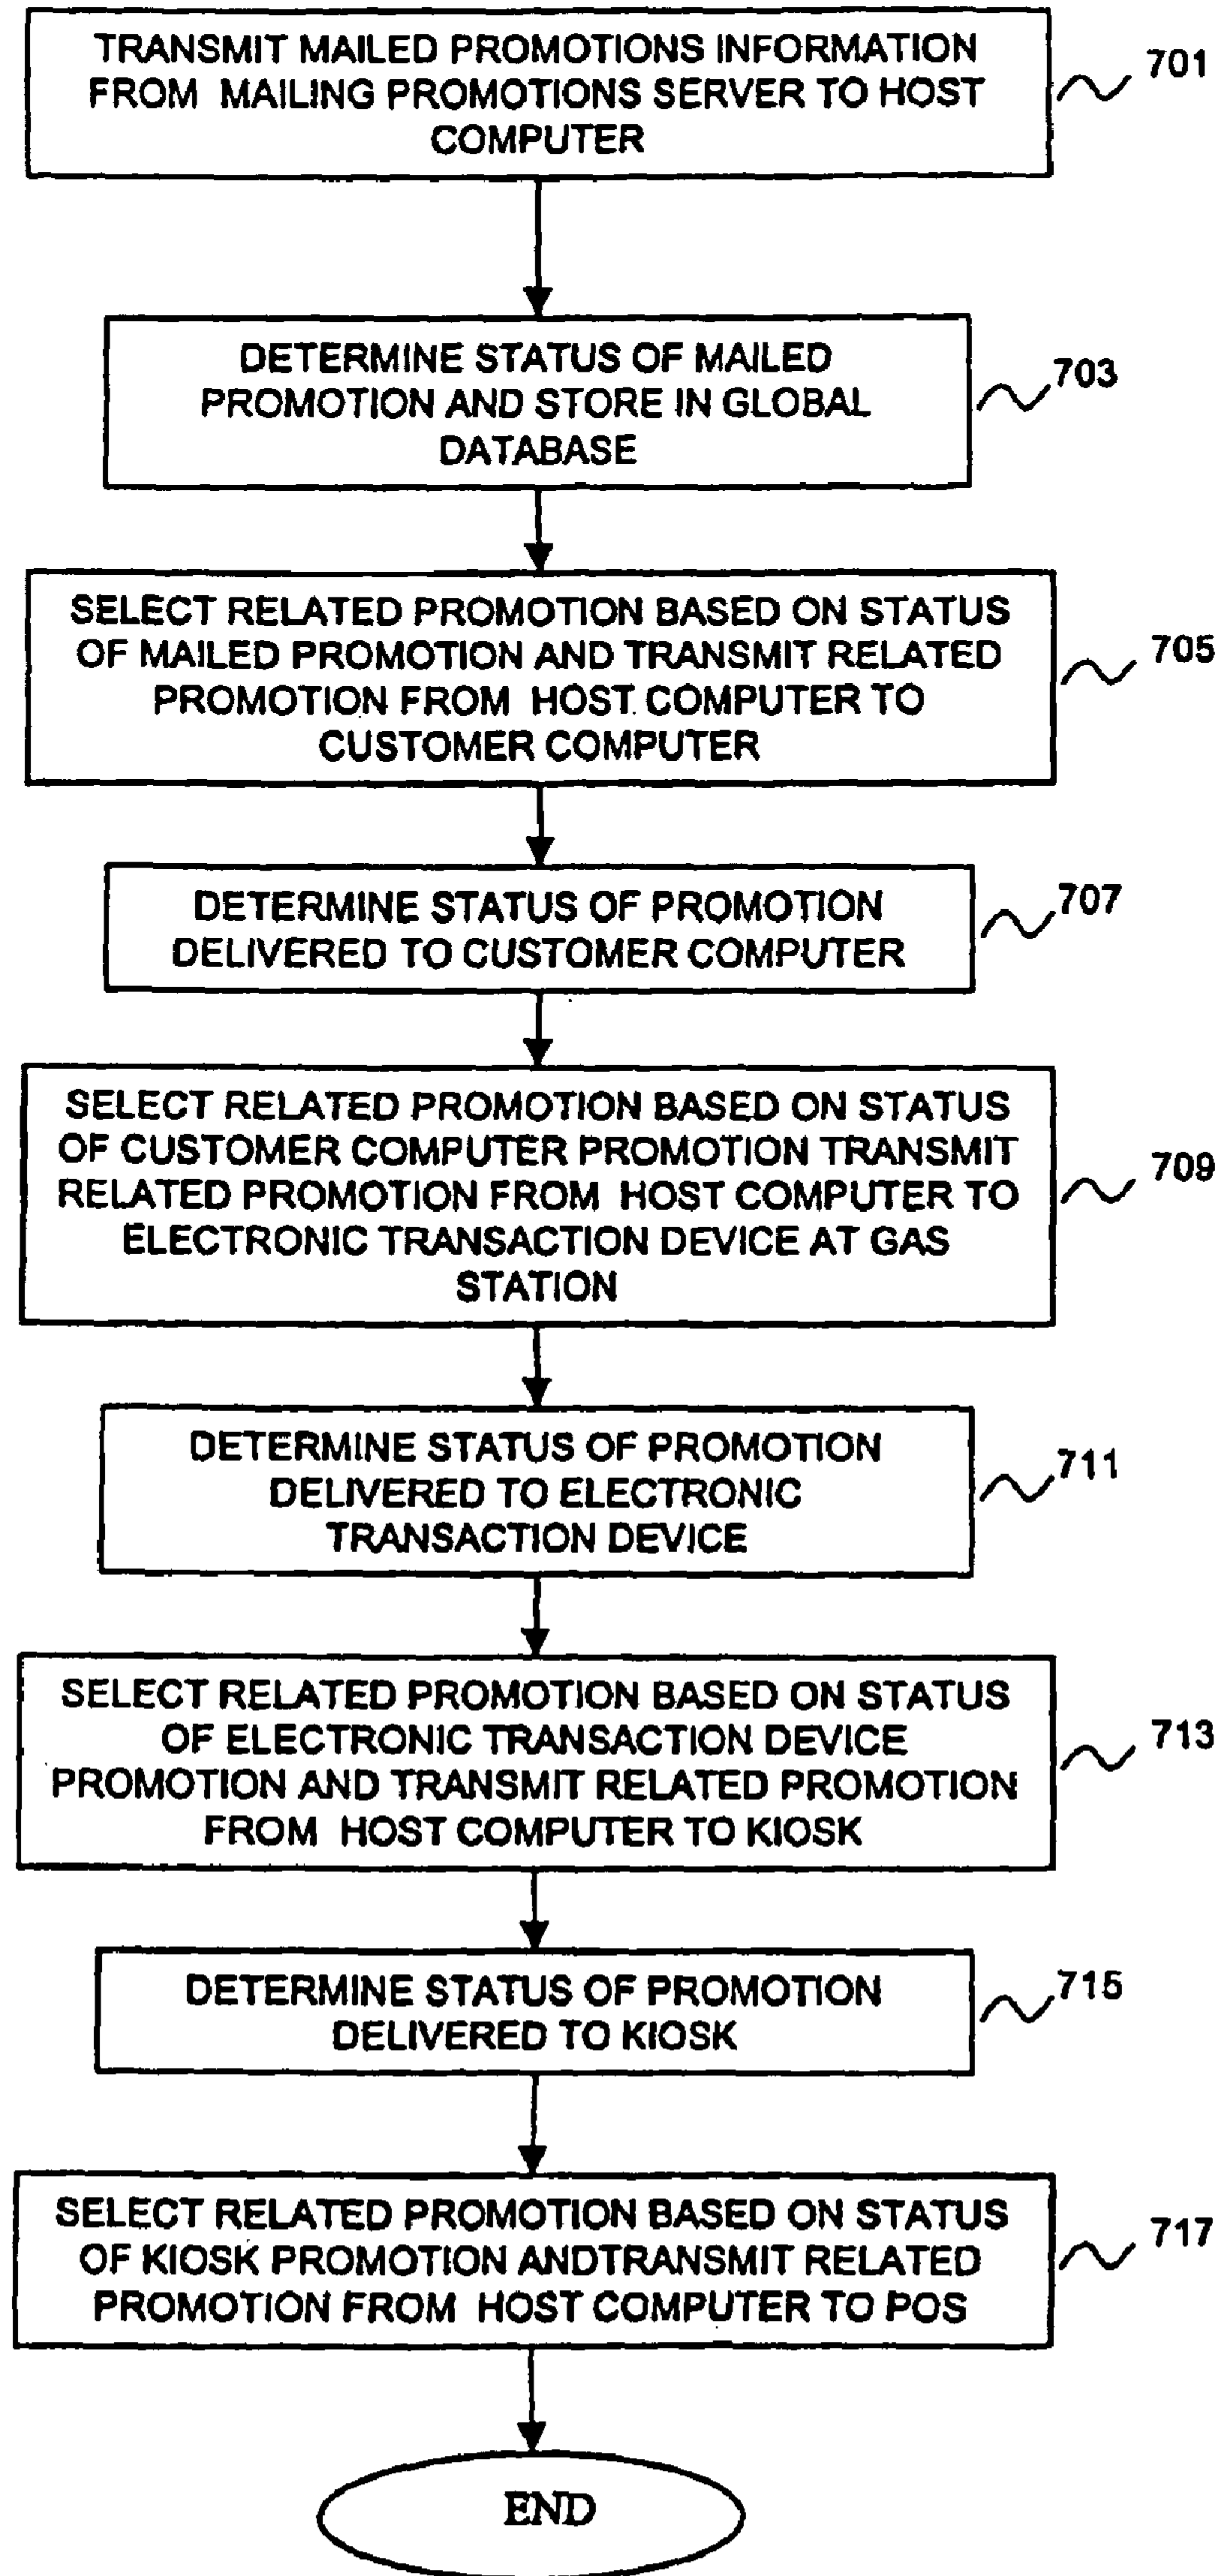 TRANSMIT MAILED PROMOTIONS INFORMATION
FROM MAILING PROMOTIONS SERVER TO HOST
COMPUTER
701
DETERMINE STATUS OF MAILED
PROMOTION AND STORE IN GLOBAL
DATABASE
703
SELECT RELATED PROMOTION BASED ON STATUS
OF MAILED PROMOTION AND TRANSMIT RELATED
PROMOTION FROM HOST COMPUTER TO
CUSTOMER COMPUTER
705
DETERMINE STATUS OF PROMOTION
DELIVERED TO CUSTOMER COMPUTER
707
SELECT RELATED PROMOTION BASED ON STATUS
OF CUSTOMER COMPUTER PROMOTION TRANSMIT
RELATED PROMOTION FROM HOST COMPUTER TO
ELECTRONIC TRANSACTION DEVICE AT GAS
STATION
709
DETERMINE STATUS OF PROMOTION
DELIVERED TO ELECTRONIC
TRANSACTION DEVICE
711
SELECT RELATED PROMOTION BASED ON STATUS
OF ELECTRONIC TRANSACTION DEVICE
PROMOTION AND TRANSMIT RELATED PROMOTION
FROM HOST COMPUTER TO KIOSK
713
DETERMINE STATUS OF PROMOTION
DELIVERED TO KIOSK
715
SELECT RELATED PROMOTION BASED ON STATUS
OF KIOSK PROMOTION ANDTRANSMIT RELATED
PROMOTION FROM HOST COMPUTER TO POS
717
END